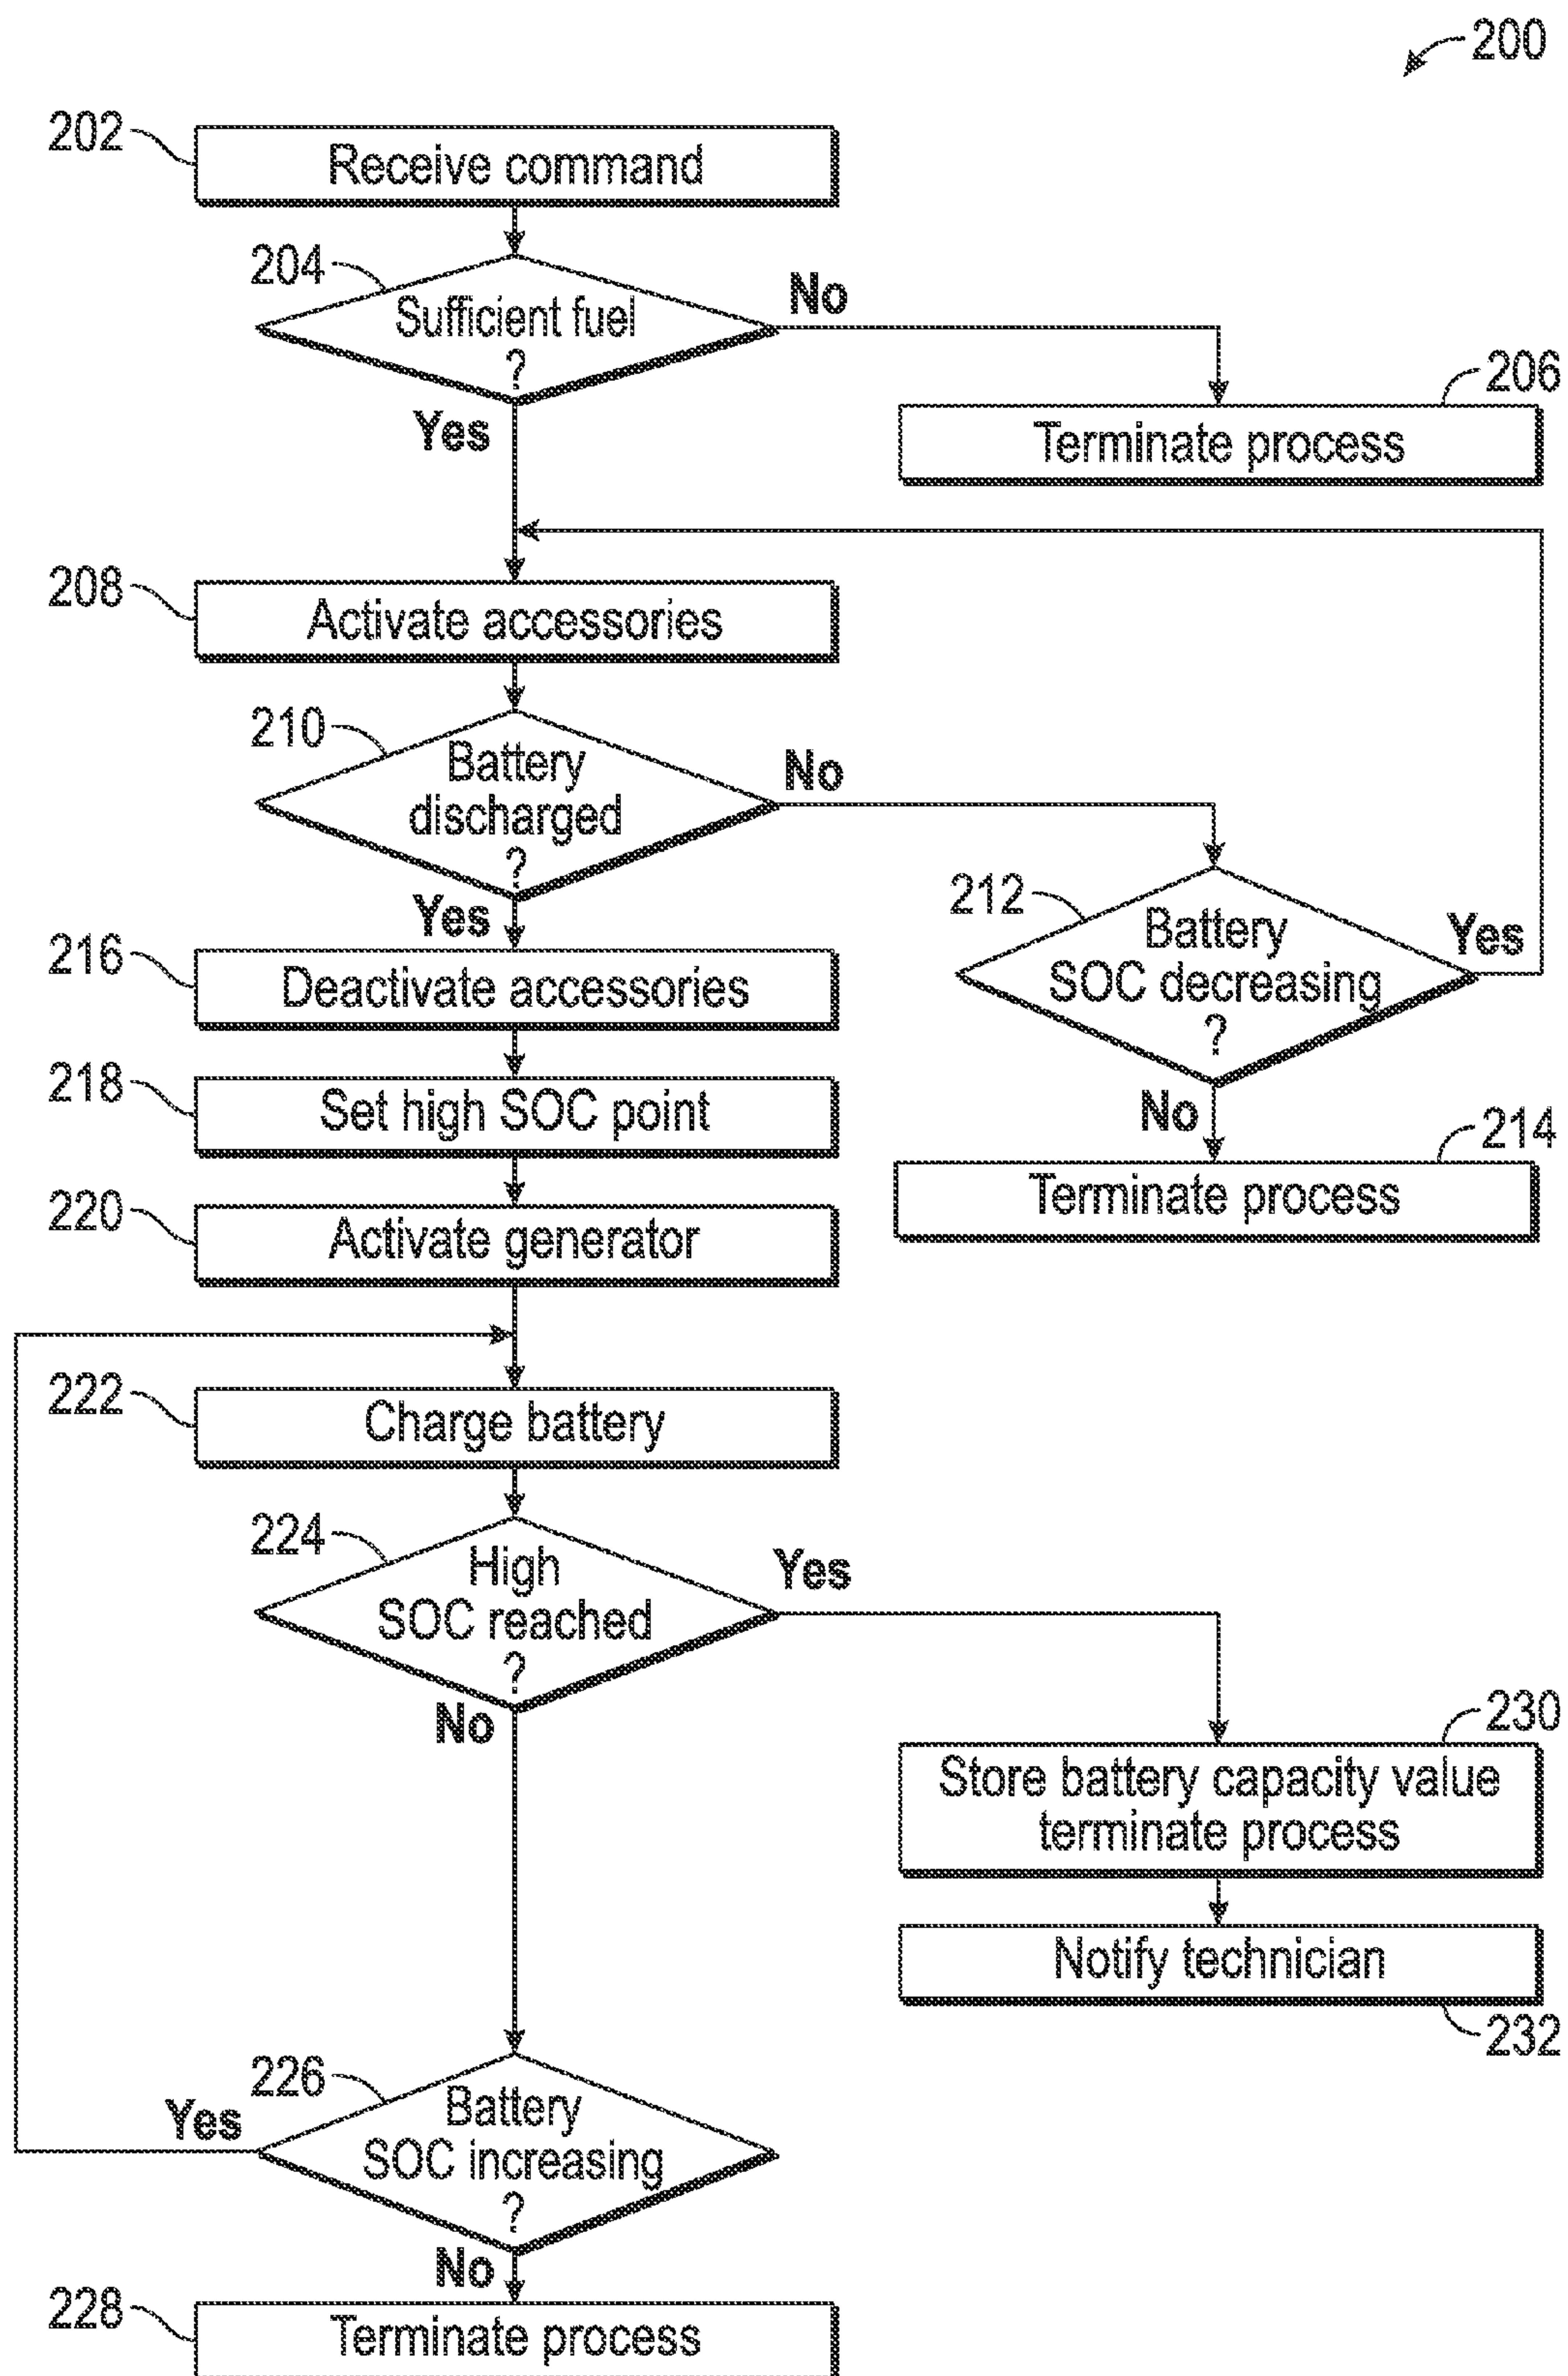 200
202
Receive command
204
Sufficient fuel
?
No
Yes
206
Terminate process
208
Activate accessories
210
Battery
discharged
?
No
Yes
212
Battery
SOC decreasing
?
Yes
No
214
Terminate process
216
Deactivate accessories
218
Set high SOC point
220
Activate generator
222
Charge battery
224
High
SOC reached
?
Yes
No
230
Store battery capacity value
terminate process
Notify technician
232
226
Battery
SOC increasing
?
Yes
No
228
Terminate process